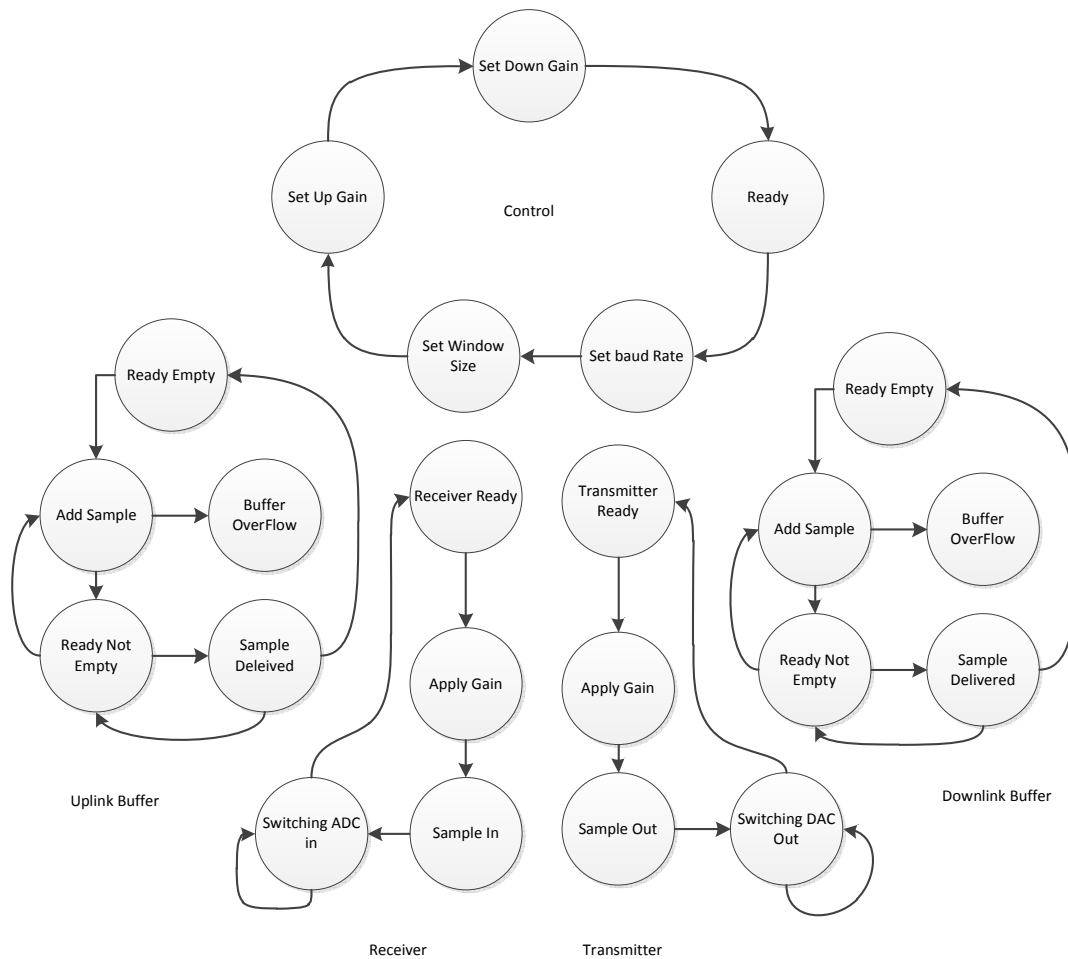 Set Down Gain
Set Up Gain
Ready
Control
Set Window
Size
Set baud Rate
Ready Empty
Add Sample
Buffer
OverFlow
Ready Not
Empty
Sample
Deleived
Uplink Buffer
Receiver Ready
Apply Gain
Sample In
Switching ADC
in
Receiver
Transmitter
Ready
Apply Gain
Sample Out
Switching DAC
Out
Transmitter
Ready Empty
Add Sample
Buffer
OverFlow
Ready Not
Empty
Sample
Delivered
Downlink Buffer